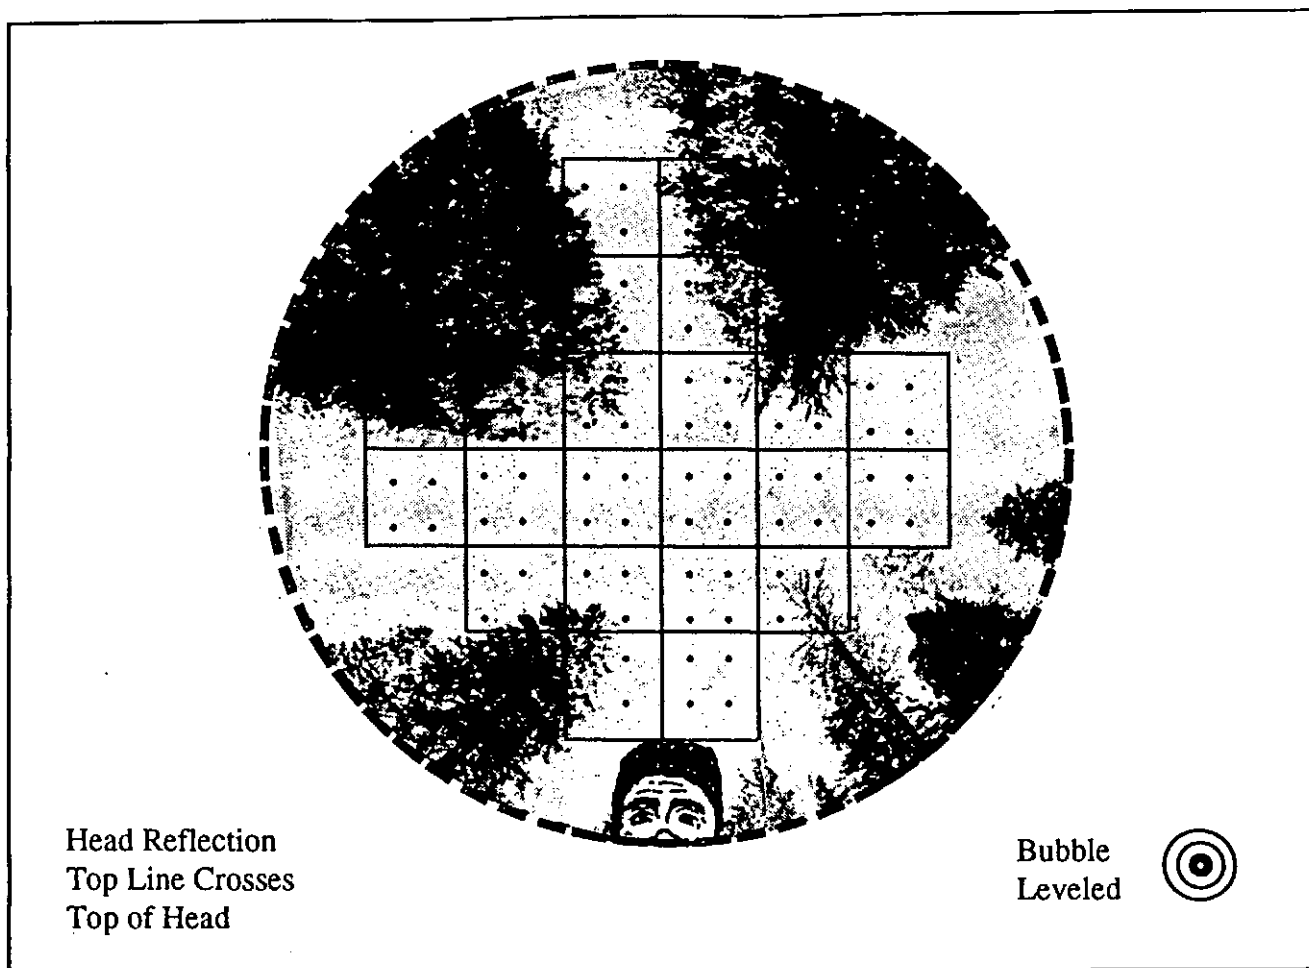 Head Reflection
Top Line Crosses
Top of Head
Bubble
Leveled